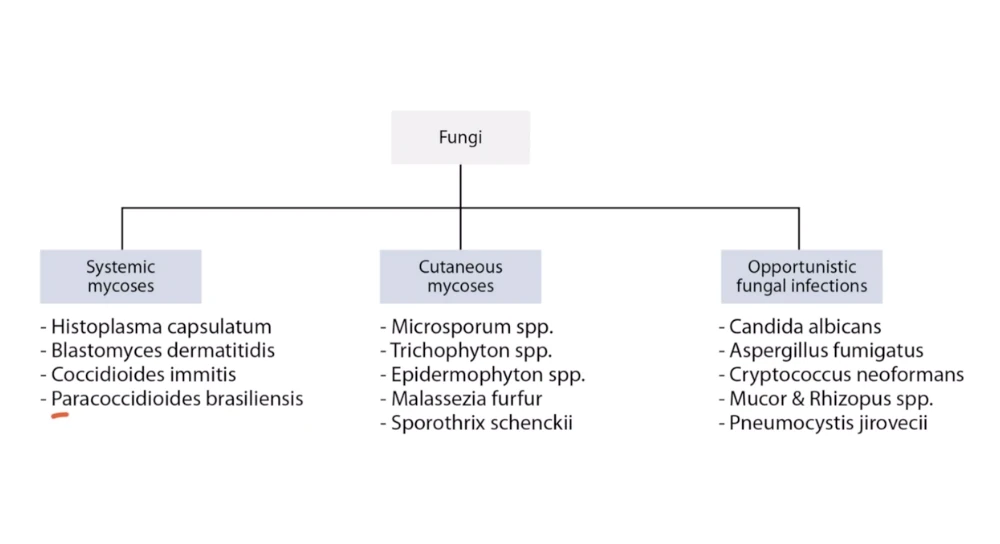 Fungi
Systemic
mycoses
- Histoplasma capsulatum
- Blastomyces dermatitidis
- Coccidioides immitis
- Paracoccidioides brasiliensis
Cutaneous
mycoses
- Microsporum spp.
- Trichophyton spp.
- Epidermophyton spp.
- Malassezia furfur
- Sporothrix schenckii
Opportunistic
fungal infections
- Candida albicans
- Aspergillus fumigatus
- Cryptococcus neoformans
- Mucor & Rhizopus spp.
- Pneumocystis jirovecii